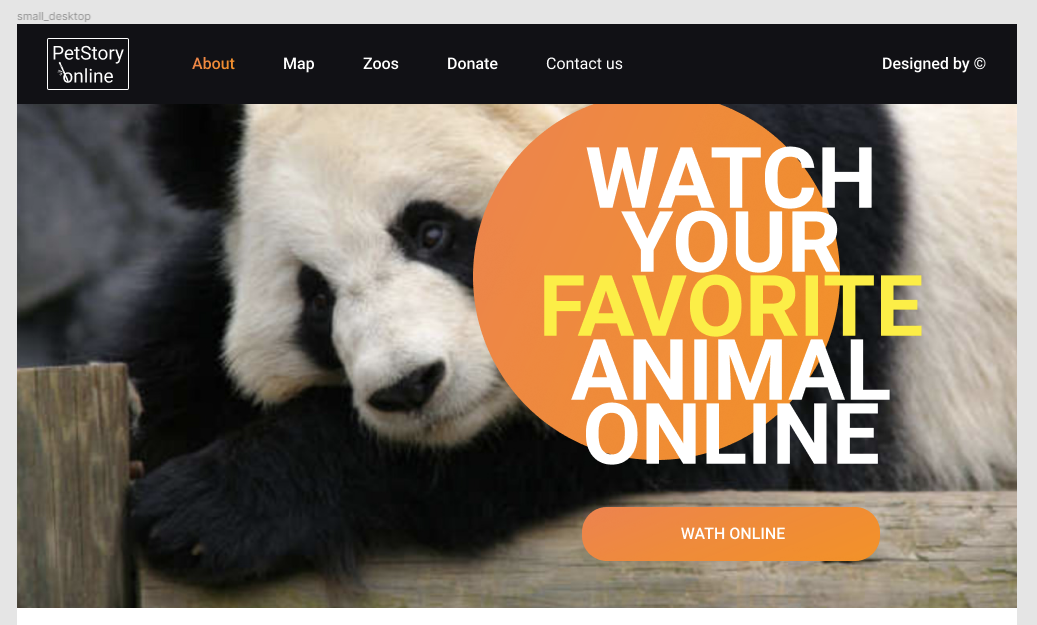 small_desktop
PetStory
online
About
Map
Zoos
Donate
Contact us
Designed by ©
WATCH
YOUR
FAVORITE
ANIMAL
ONLINE
WATH ONLINE